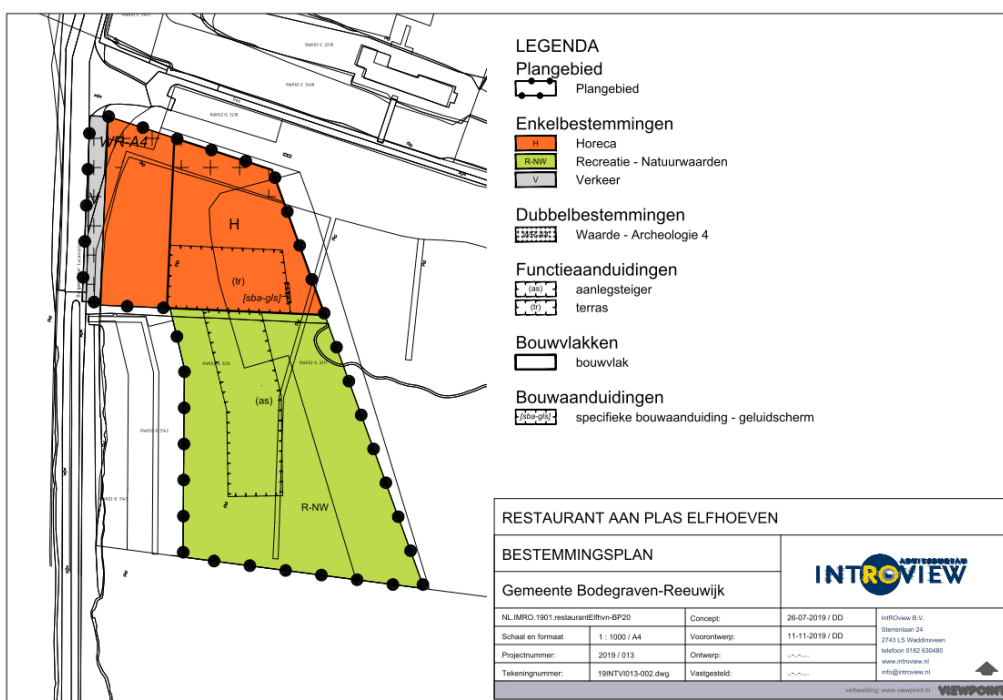 LEGENDA
Plangebied
Plangebied
Enkelbestemmingen
H Horeca
R-NW Recreatie - Natuurwaarden
V Verkeer
Dubbelbestemmingen
WR-A4 Waarde - Archeologie 4
Functieaanduidingen
(as) aanlegsteiger
(tr) terras
Bouwvlakken
bouwvlak
Bouwaanduidingen
[sba-gls] specifieke bouwaanduiding - geluidscherm
WR-A4
H
(tr)
[sba-gls]
(as)
R-NW
RESTAURANT AAN PLAS ELFHOEVEN
BESTEMMINGSPLAN
Gemeente Bodegraven-Reeuwijk
ADVIESBUREAU
INTROVIEW
NL.IMRO.1901.restaurantElfhvn-BP20 Concept: 26-07-2019 / DD
Schaal en formaat 1 : 1000 / A4 Voorontwerp: 11-11-2019 / DD
Projectnummer: 2019 / 013 Ontwerp: ..-..-....
Tekeningnummer: 19INTVI013-002.dwg Vastgesteld: ..-..-....
IntROview B.V.
Sterrenlaan 24
2743 LS Waddinxveen
telefoon 0182 630480
www.introview.nl
info@introview.nl
verbeelding: www.viewpoint.nl VIEWPOINT